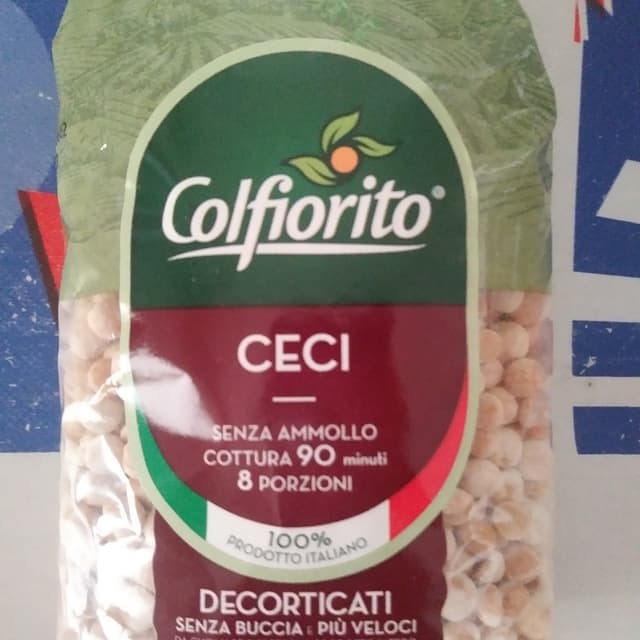 Colfiorito®
CECI
SENZA AMMOLLO
COTTURA 90 minuti
8 PORZIONI
100%
PRODOTTO ITALIANO
DECORTICATI
SENZA BUCCIA E PIÙ VELOCI